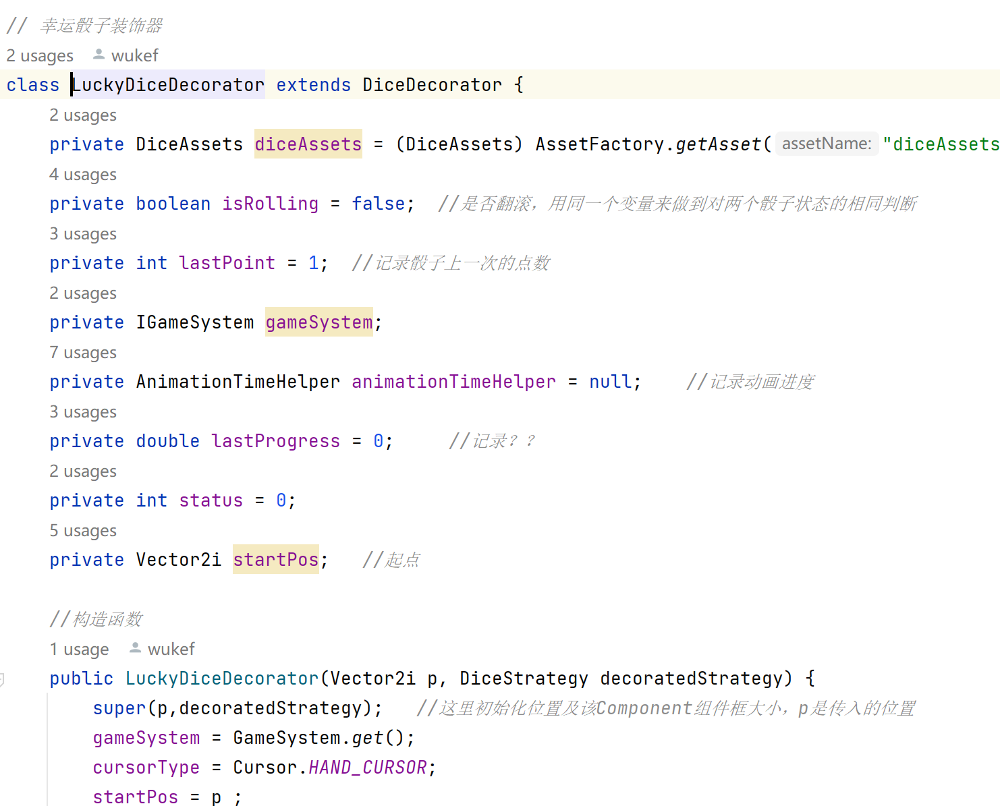 // 幸运骰子装饰器
2 usages wukef
class LuckyDiceDecorator extends DiceDecorator {
2 usages
private DiceAssets diceAssets = (DiceAssets) AssetFactory.getAsset( assetName: "diceAssets
4 usages
private boolean isRolling = false; //是否翻滚，用同一个变量来做到对两个骰子状态的相同判断
3 usages
private int lastPoint = 1; //记录骰子上一次的点数
2 usages
private IGameSystem gameSystem;
7 usages
private AnimationTimeHelper animationTimeHelper = null; //记录动画进度
3 usages
private double lastProgress = 0; //记录？？
2 usages
private int status = 0;
5 usages
private Vector2i startPos; //起点
//构造函数
1 usage wukef
public LuckyDiceDecorator(Vector2i p, DiceStrategy decoratedStrategy) {
super(p,decoratedStrategy); //这里初始化位置及该Component组件框大小，p是传入的位置
gameSystem = GameSystem.get();
cursorType = Cursor.HAND_CURSOR;
startPos = p ;